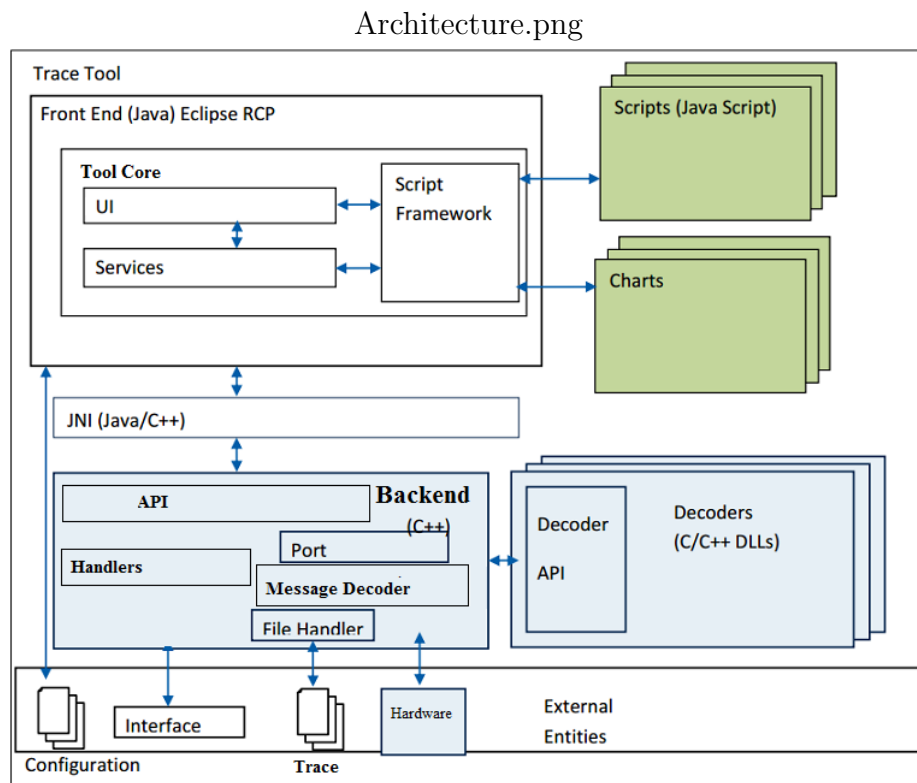 Architecture.png
Trace Tool
Front End (Java) Eclipse RCP
Scripts (Java Script)
Tool Core
UI
Script
Framework
Services
Charts
JNI (Java/C++)
API
Backend
(C++)
Port
Handlers
Message Decoder
File Handler
Decoder
API
Decoders
(C/C++ DLLs)
Interface
Hardware
External
Entities
Configuration
Trace